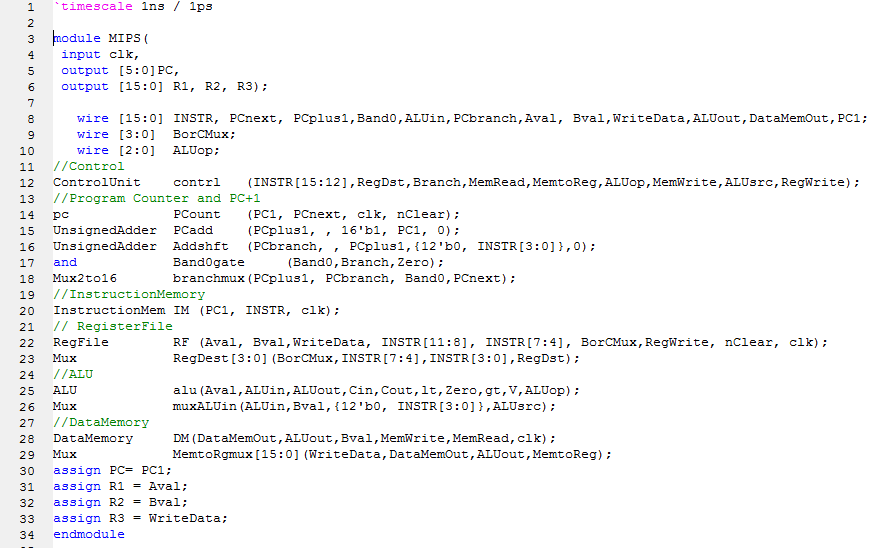 1 `timescale 1ns / 1ps
2
3 module MIPS(
4 input clk,
5 output [5:0]PC,
6 output [15:0] R1, R2, R3);
7
8 wire [15:0] INSTR, PCnext, PCplus1,Band0,ALUin,PCbranch,Aval, Bval,WriteData,ALUout,DataMemOut,PC1;
9 wire [3:0] BorCMux;
10 wire [2:0] ALUop;
11 //Control
12 ControlUnit contrl (INSTR[15:12],RegDst,Branch,MemRead,MemtoReg,ALUop,MemWrite,ALUsrc,RegWrite);
13 //Program Counter and PC+1
14 pc PCount (PC1, PCnext, clk, nClear);
15 UnsignedAdder PCadd (PCplus1, , 16'b1, PC1, 0);
16 UnsignedAdder Addshft (PCbranch, , PCplus1,{12'b0, INSTR[3:0]},0);
17 and Band0gate (Band0,Branch,Zero);
18 Mux2to16 branchmux(PCplus1, PCbranch, Band0,PCnext);
19 //InstructionMemory
20 InstructionMem IM (PC1, INSTR, clk);
21 // RegisterFile
22 RegFile RF (Aval, Bval,WriteData, INSTR[11:8], INSTR[7:4], BorCMux,RegWrite, nClear, clk);
23 Mux RegDest[3:0](BorCMux,INSTR[7:4],INSTR[3:0],RegDst);
24 //ALU
25 ALU alu(Aval,ALUin,ALUout,Cin,Cout,lt,Zero,gt,V,ALUop);
26 Mux muxALUin(ALUin,Bval,{12'b0, INSTR[3:0]},ALUsrc);
27 //DataMemory
28 DataMemory DM(DataMemOut,ALUout,Bval,MemWrite,MemRead,clk);
29 Mux MemtoRgmux[15:0](WriteData,DataMemOut,ALUout,MemtoReg);
30 assign PC= PC1;
31 assign R1 = Aval;
32 assign R2 = Bval;
33 assign R3 = WriteData;
34 endmodule